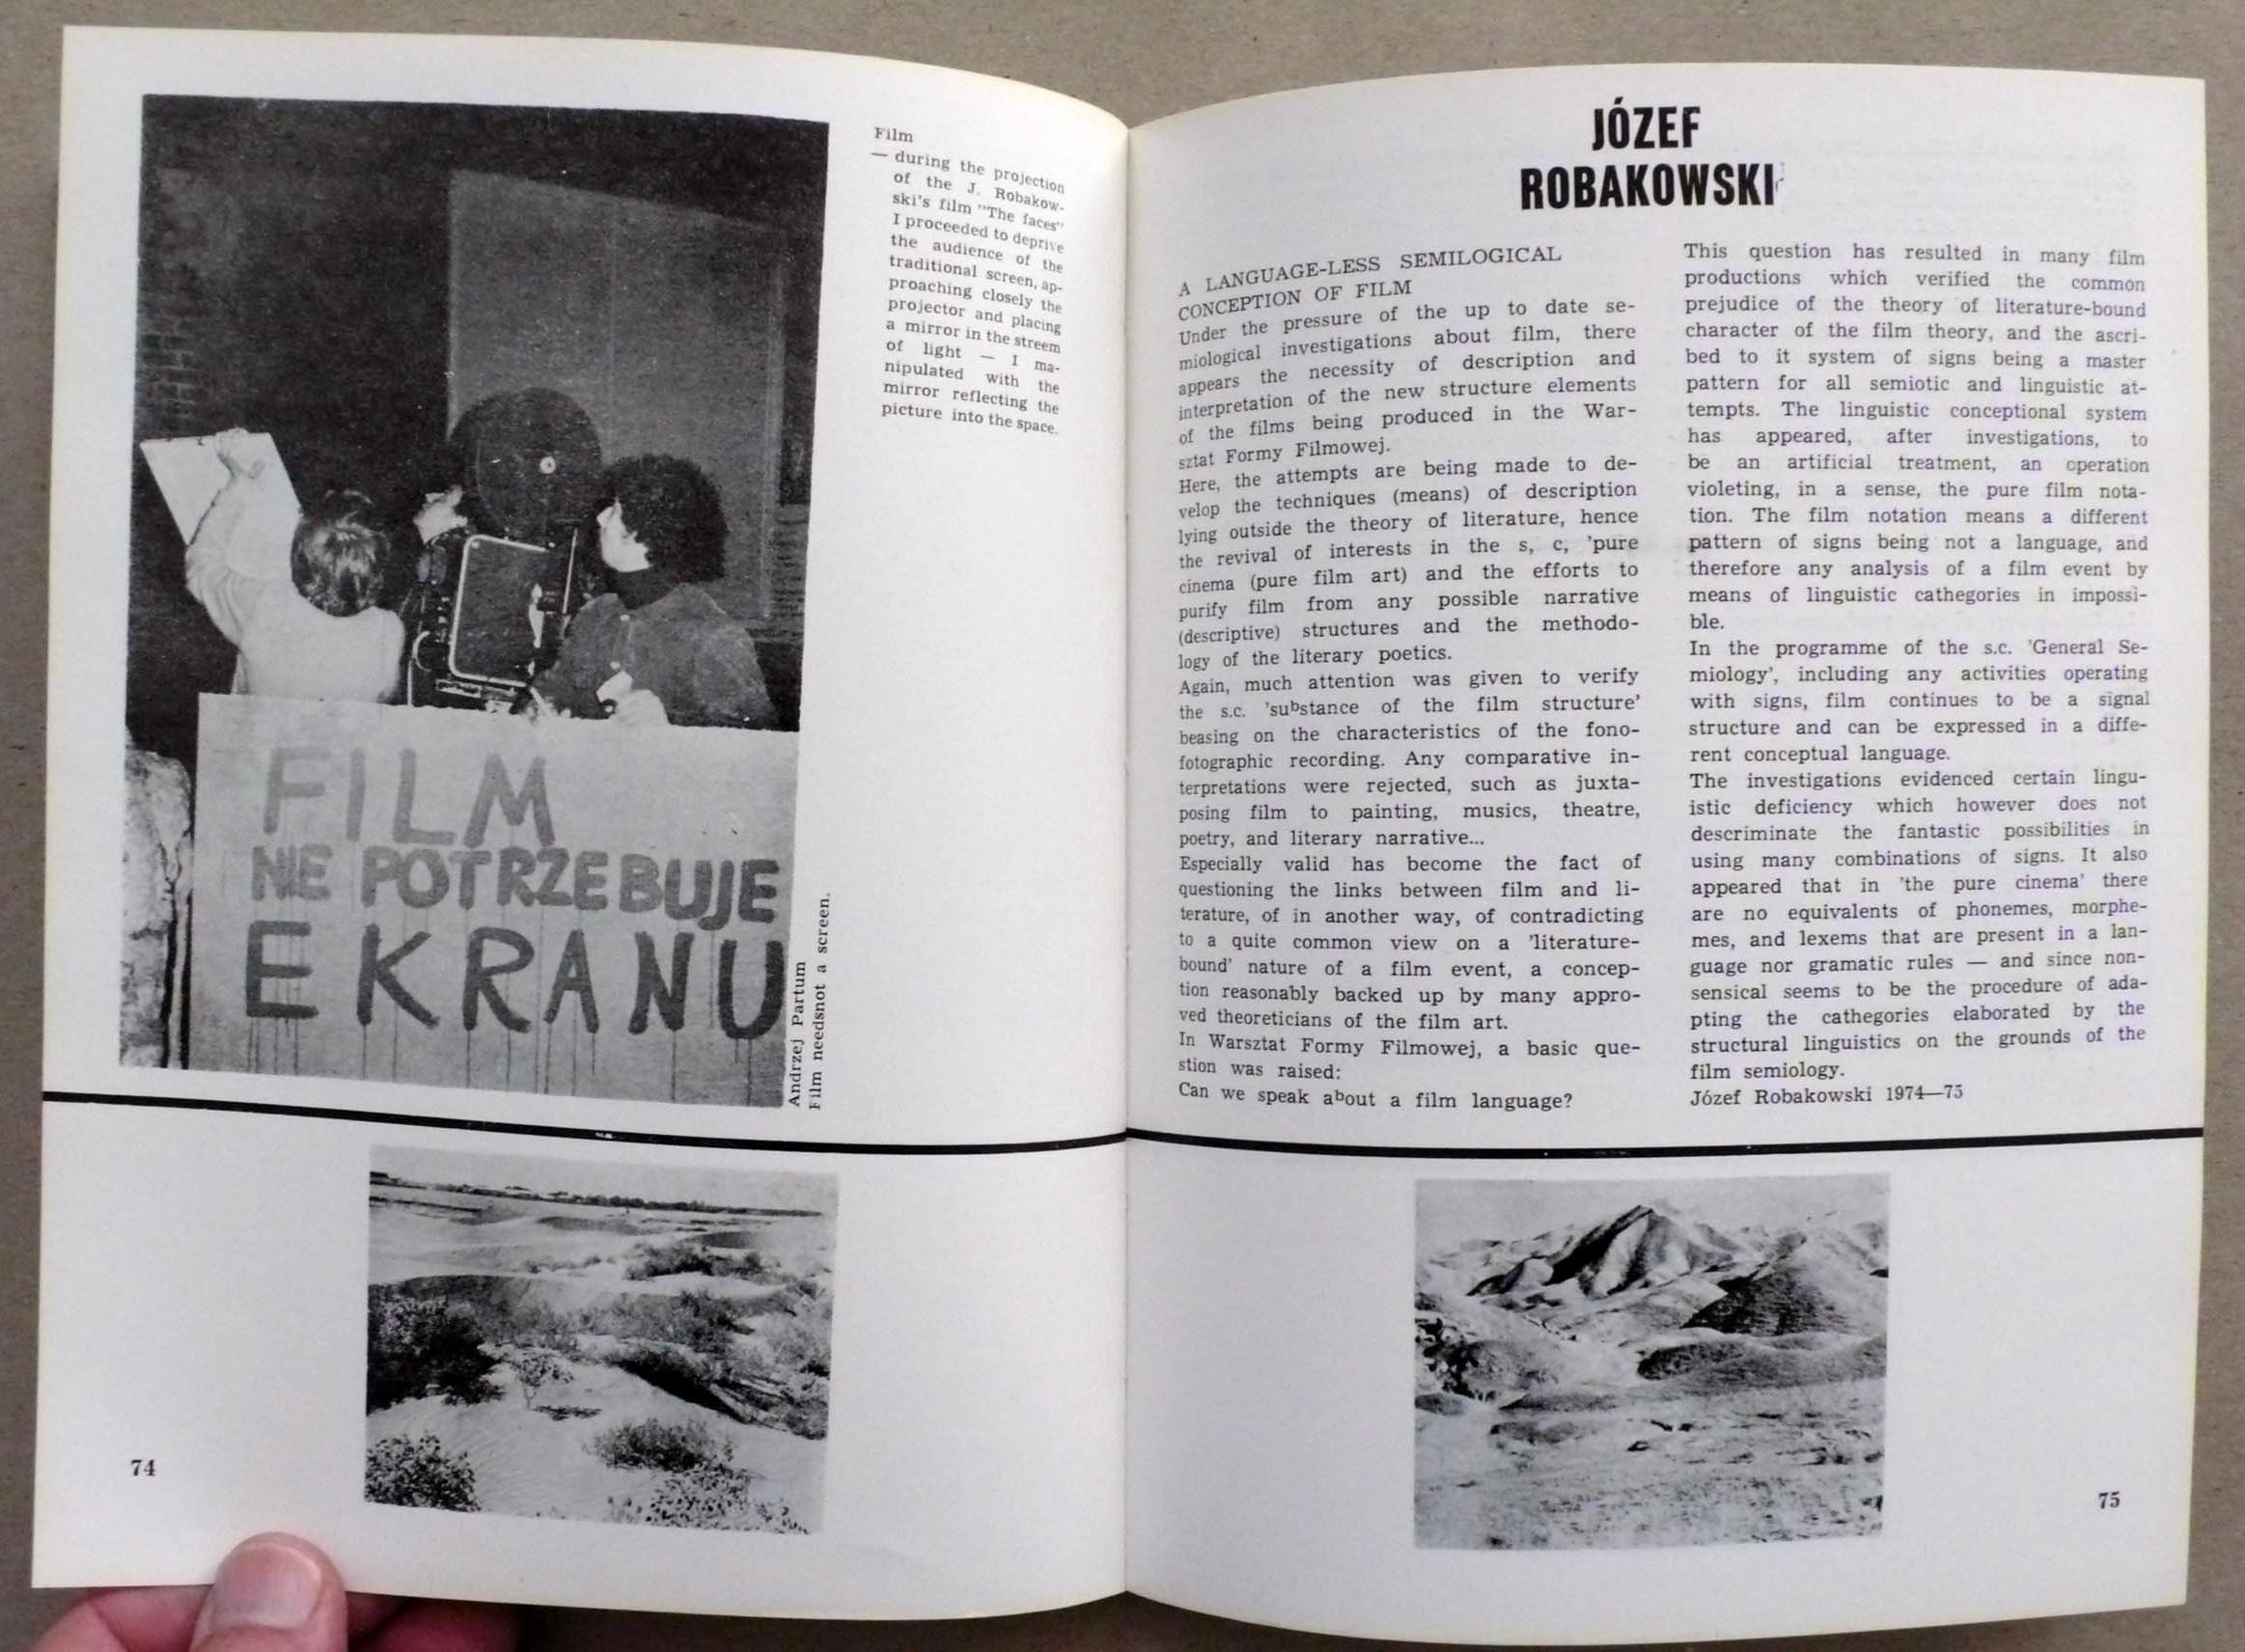 Film
— during the projection
of the J. Robakow-
ski's film "The faces"
I proceeded to deprive
the audience of the
traditional screen, ap-
proaching closely the
projector and placing
a mirror in the streem
of light — I ma-
nipulated with the
mirror reflecting the
picture into the space.
FILM
NIE POTRZEBUJE
EKRANU
Andrzej Partum
Film needsnot a screen.
74
JÓZEF
ROBAKOWSKI
A LANGUAGE-LESS SEMILOGICAL
CONCEPTION OF FILM
Under the pressure of the up to date se-
miological investigations about film, there
appears the necessity of description and
interpretation of the new structure elements
of the films being produced in the War-
sztat Formy Filmowej.
Here, the attempts are being made to de-
velop the techniques (means) of description
lying outside the theory of literature, hence
the revival of interests in the s, c, 'pure
cinema (pure film art) and the efforts to
purify film from any possible narrative
(descriptive) structures and the methodo-
logy of the literary poetics.
Again, much attention was given to verify
the s.c. 'substance of the film structure'
beasing on the characteristics of the fono-
fotographic recording. Any comparative in-
terpretations were rejected, such as juxta-
posing film to painting, musics, theatre,
poetry, and literary narrative...
Especially valid has become the fact of
questioning the links between film and li-
terature, of in another way, of contradicting
to a quite common view on a 'literature-
bound' nature of a film event, a concep-
tion reasonably backed up by many appro-
ved theoreticians of the film art.
In Warsztat Formy Filmowej, a basic que-
stion was raised:
Can we speak about a film language?
This question has resulted in many film
productions which verified the common
prejudice of the theory of literature-bound
character of the film theory, and the ascri-
bed to it system of signs being a master
pattern for all semiotic and linguistic at-
tempts. The linguistic conceptional system
has appeared, after investigations, to
be an artificial treatment, an operation
violeting, in a sense, the pure film nota-
tion. The film notation means a different
pattern of signs being not a language, and
therefore any analysis of a film event by
means of linguistic cathegories in impossi-
ble.
In the programme of the s.c. 'General Se-
miology', including any activities operating
with signs, film continues to be a signal
structure and can be expressed in a diffe-
rent conceptual language.
The investigations evidenced certain lingu-
istic deficiency which however does not
descriminate the fantastic possibilities in
using many combinations of signs. It also
appeared that in 'the pure cinema' there
are no equivalents of phonemes, morphe-
mes, and lexems that are present in a lan-
guage nor gramatic rules — and since non-
sensical seems to be the procedure of ada-
pting the cathegories elaborated by the
structural linguistics on the grounds of the
film semiology.
Józef Robakowski 1974—75
75